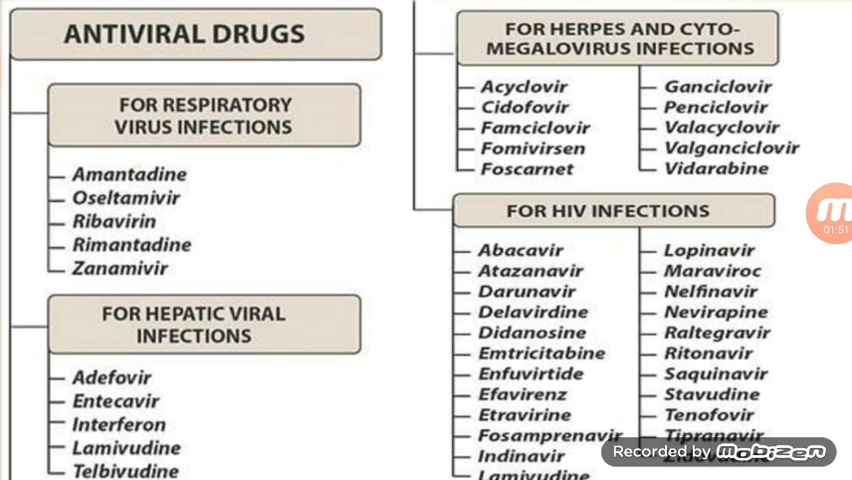 ANTIVIRAL DRUGS
FOR RESPIRATORY
VIRUS INFECTIONS
Amantadine
Oseltamivir
Ribavirin
Rimantadine
Zanamivir
FOR HEPATIC VIRAL
INFECTIONS
Adefovir
Entecavir
Interferon
Lamivudine
Telbivudine
FOR HERPES AND CYTO-
MEGALOVIRUS INFECTIONS
Acyclovir
Cidofovir
Famciclovir
Fomivirsen
Foscarnet
Ganciclovir
Penciclovir
Valacyclovir
Valganciclovir
Vidarabine
FOR HIV INFECTIONS
Abacavir
Atazanavir
Darunavir
Delavirdine
Didanosine
Emtricitabine
Enfuvirtide
Efavirenz
Etravirine
Fosamprenavir
Indinavir
Lamivudine
Lopinavir
Maraviroc
Nelfinavir
Nevirapine
Raltegravir
Ritonavir
Saquinavir
Stavudine
Tenofovir
Tipranavir
01:51
Recorded by MOBIZEN